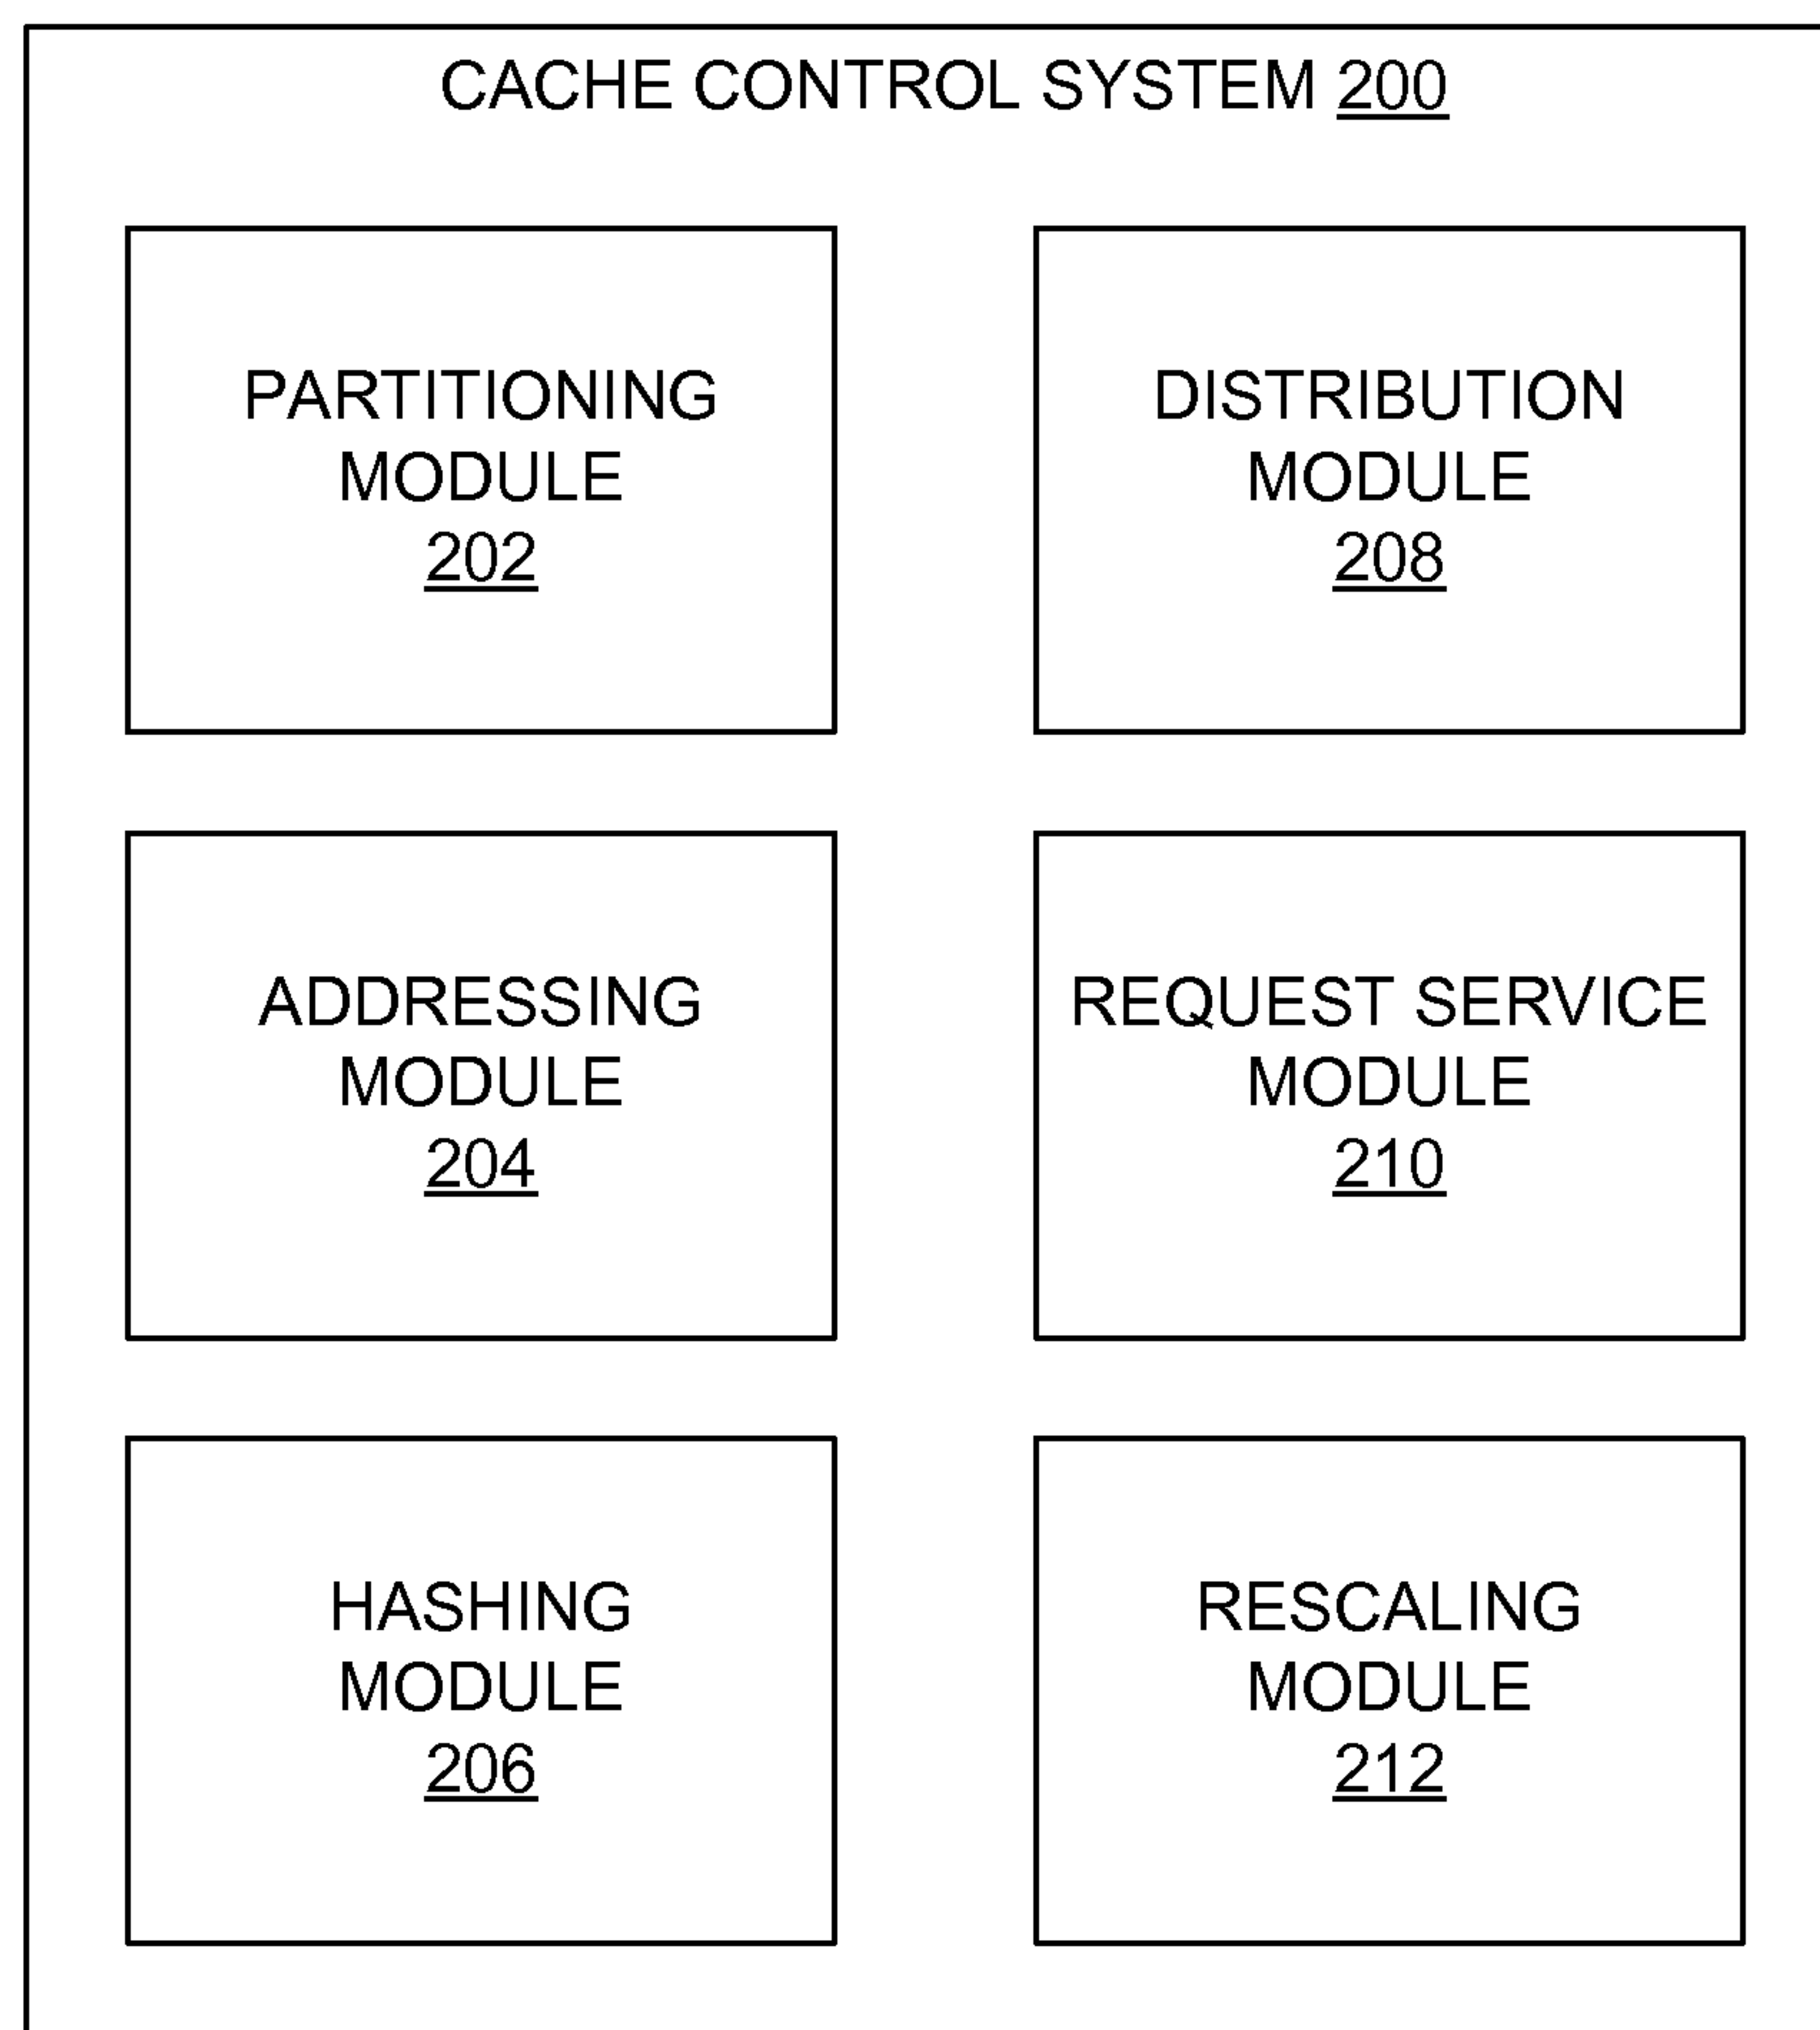 CACHE CONTROL SYSTEM 200
PARTITIONING
MODULE
202
DISTRIBUTION
MODULE
208
ADDRESSING
MODULE
204
REQUEST SERVICE
MODULE
210
HASHING
MODULE
206
RESCALING
MODULE
212